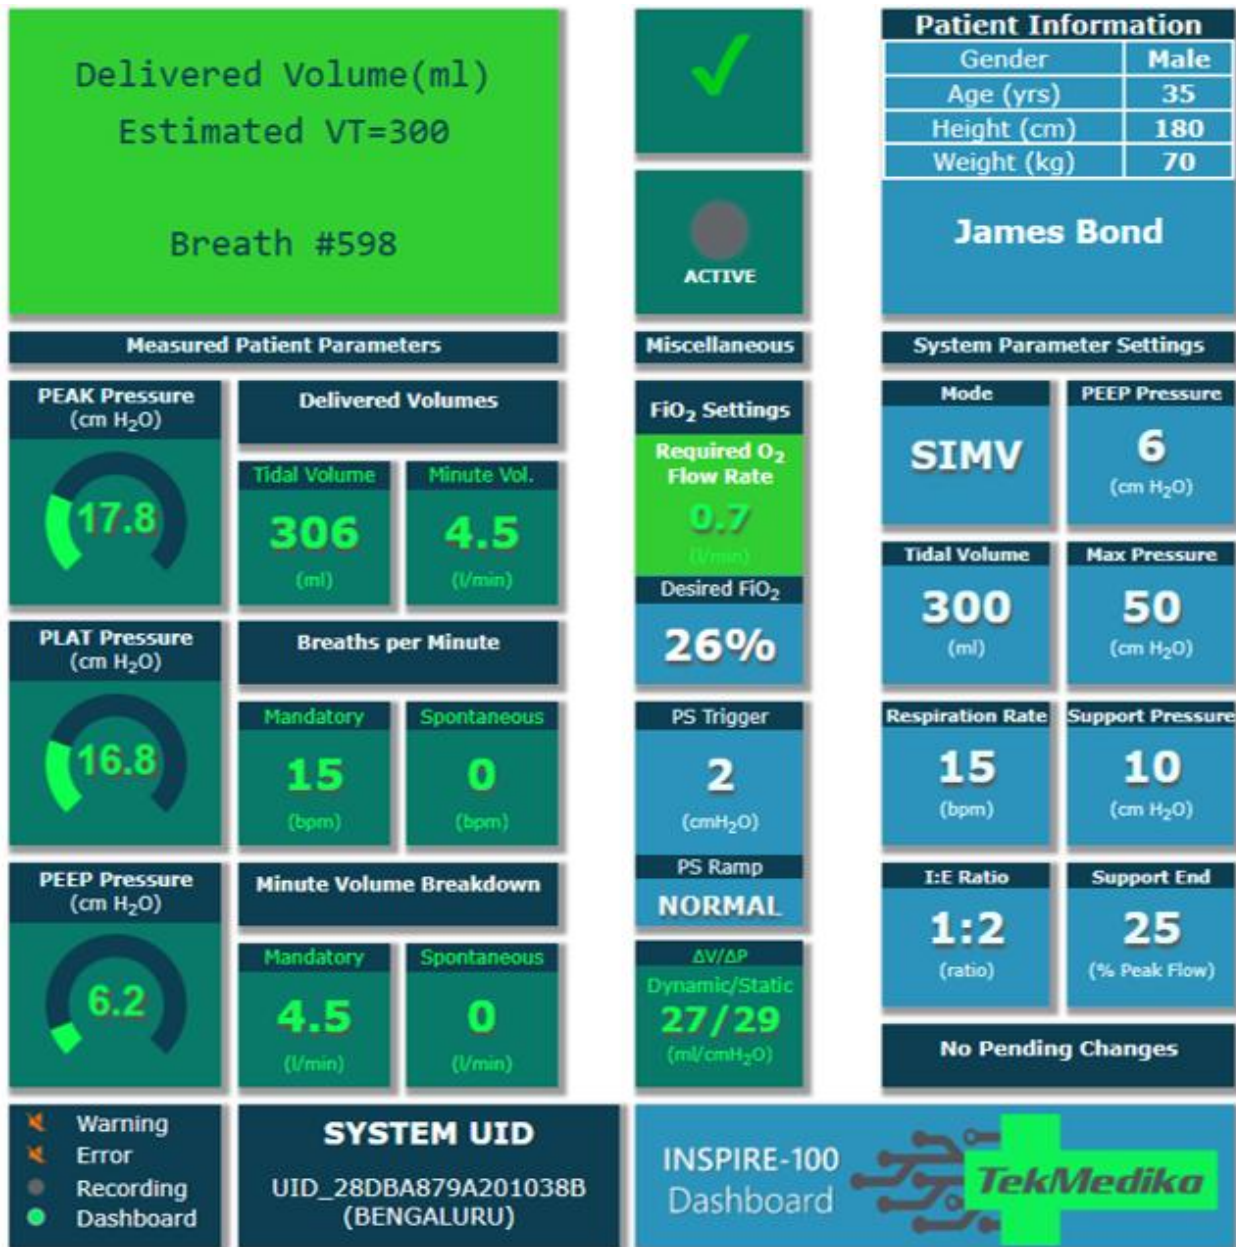 Delivered Volume(ml)
Estimated VT=300
Breath #598
ACTIVE
Patient Information
Gender Male
Age (yrs) 35
Height (cm) 180
Weight (kg) 70
James Bond
Measured Patient Parameters
PEAK Pressure
(cm H₂O)
17.8
Delivered Volumes
Tidal Volume
306
(ml)
Minute Vol.
4.5
(l/min)
PLAT Pressure
(cm H₂O)
16.8
Breaths per Minute
Mandatory
15
(bpm)
Spontaneous
0
(bpm)
PEEP Pressure
(cm H₂O)
6.2
Minute Volume Breakdown
Mandatory
4.5
(l/min)
Spontaneous
0
(l/min)
Miscellaneous
FiO₂ Settings
Required O₂
Flow Rate
0.7
(l/min)
Desired FiO₂
26%
PS Trigger
2
(cmH₂O)
PS Ramp
NORMAL
ΔV/ΔP
Dynamic/Static
27/29
(ml/cmH₂O)
System Parameter Settings
Mode
SIMV
PEEP Pressure
6
(cm H₂O)
Tidal Volume
300
(ml)
Max Pressure
50
(cm H₂O)
Respiration Rate
15
(bpm)
Support Pressure
10
(cm H₂O)
I:E Ratio
1:2
(ratio)
Support End
25
(% Peak Flow)
No Pending Changes
Warning
Error
Recording
Dashboard
SYSTEM UID
UID_28DBA879A201038B
(BENGALURU)
INSPIRE-100
Dashboard
TekMedika